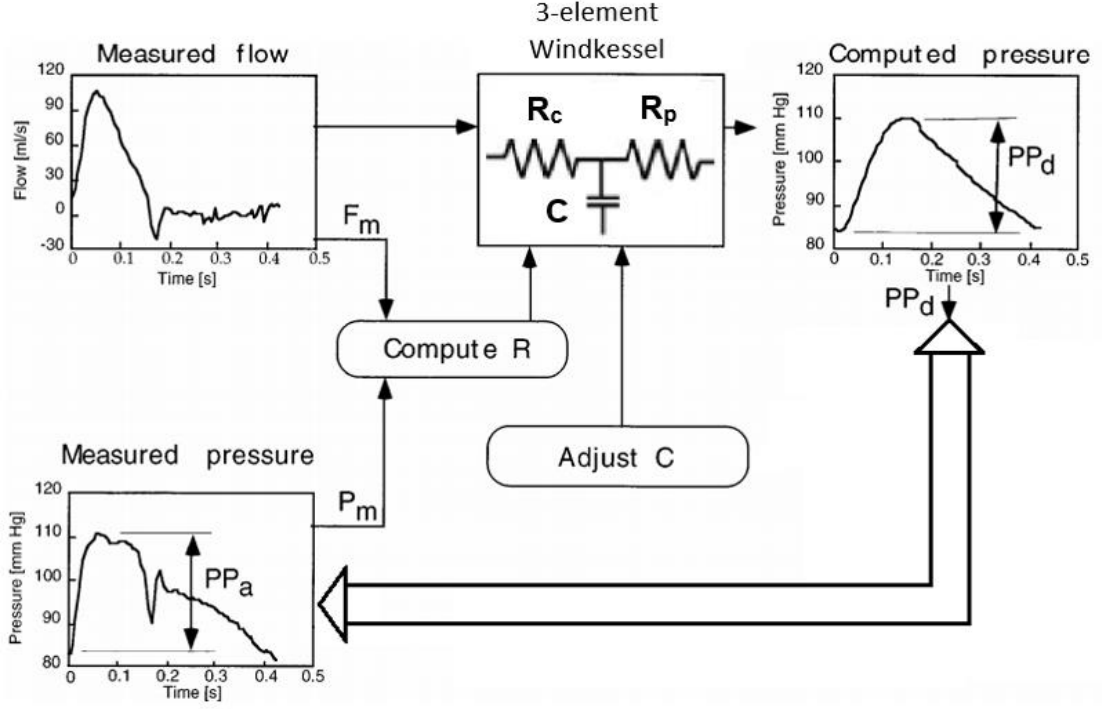 3-element
Windkessel
Measured flow
120
90
60
30
0
-30
Flow [ml/s]
0 0.1 0.2 0.3 0.4 0.5
Time [s]
Rc Rp
C
Computed pressure
120
110
100
90
80
Pressure [mm Hg]
PPd
0 0.1 0.2 0.3 0.4 0.5
Time [s]
Fm
PPd
Compute R
Adjust C
Measured pressure
120
110
100
90
80
Pressure [mm Hg]
PPa
0 0.1 0.2 0.3 0.4 0.5
Time [s]
Pm